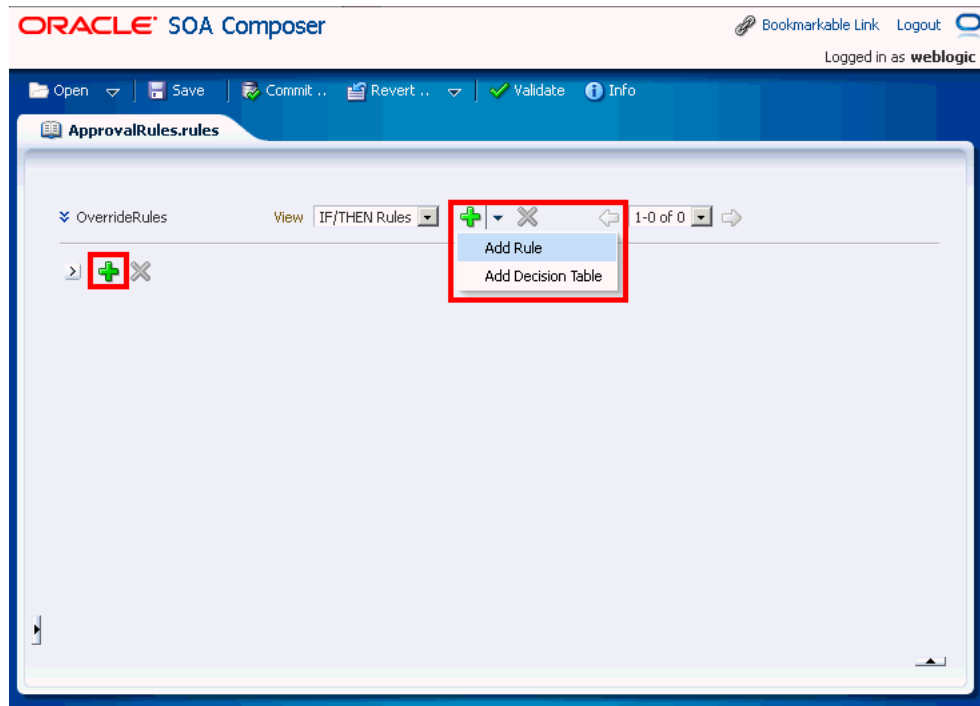 ORACLE SOA Composer
Bookmarkable Link Logout
Logged in as weblogic
Open Save Commit .. Revert .. Validate Info
ApprovalRules.rules
OverrideRules View IF/THEN Rules 1-0 of 0
Add Rule
Add Decision Table